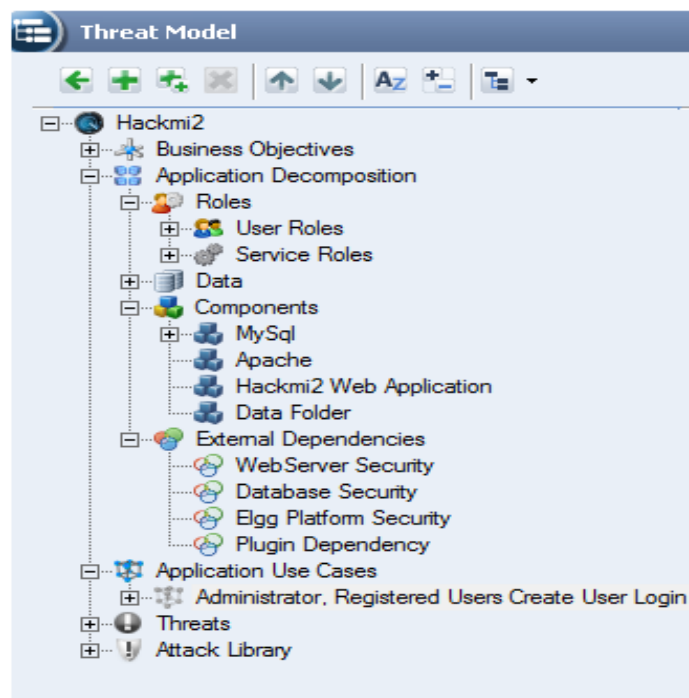 Threat Model
AZ
Hackmi2
Business Objectives
Application Decomposition
Roles
User Roles
Service Roles
Data
Components
MySql
Apache
Hackmi2 Web Application
Data Folder
External Dependencies
WebServer Security
Database Security
Elgg Platform Security
Plugin Dependency
Application Use Cases
Administrator, Registered Users Create User Login
Threats
Attack Library